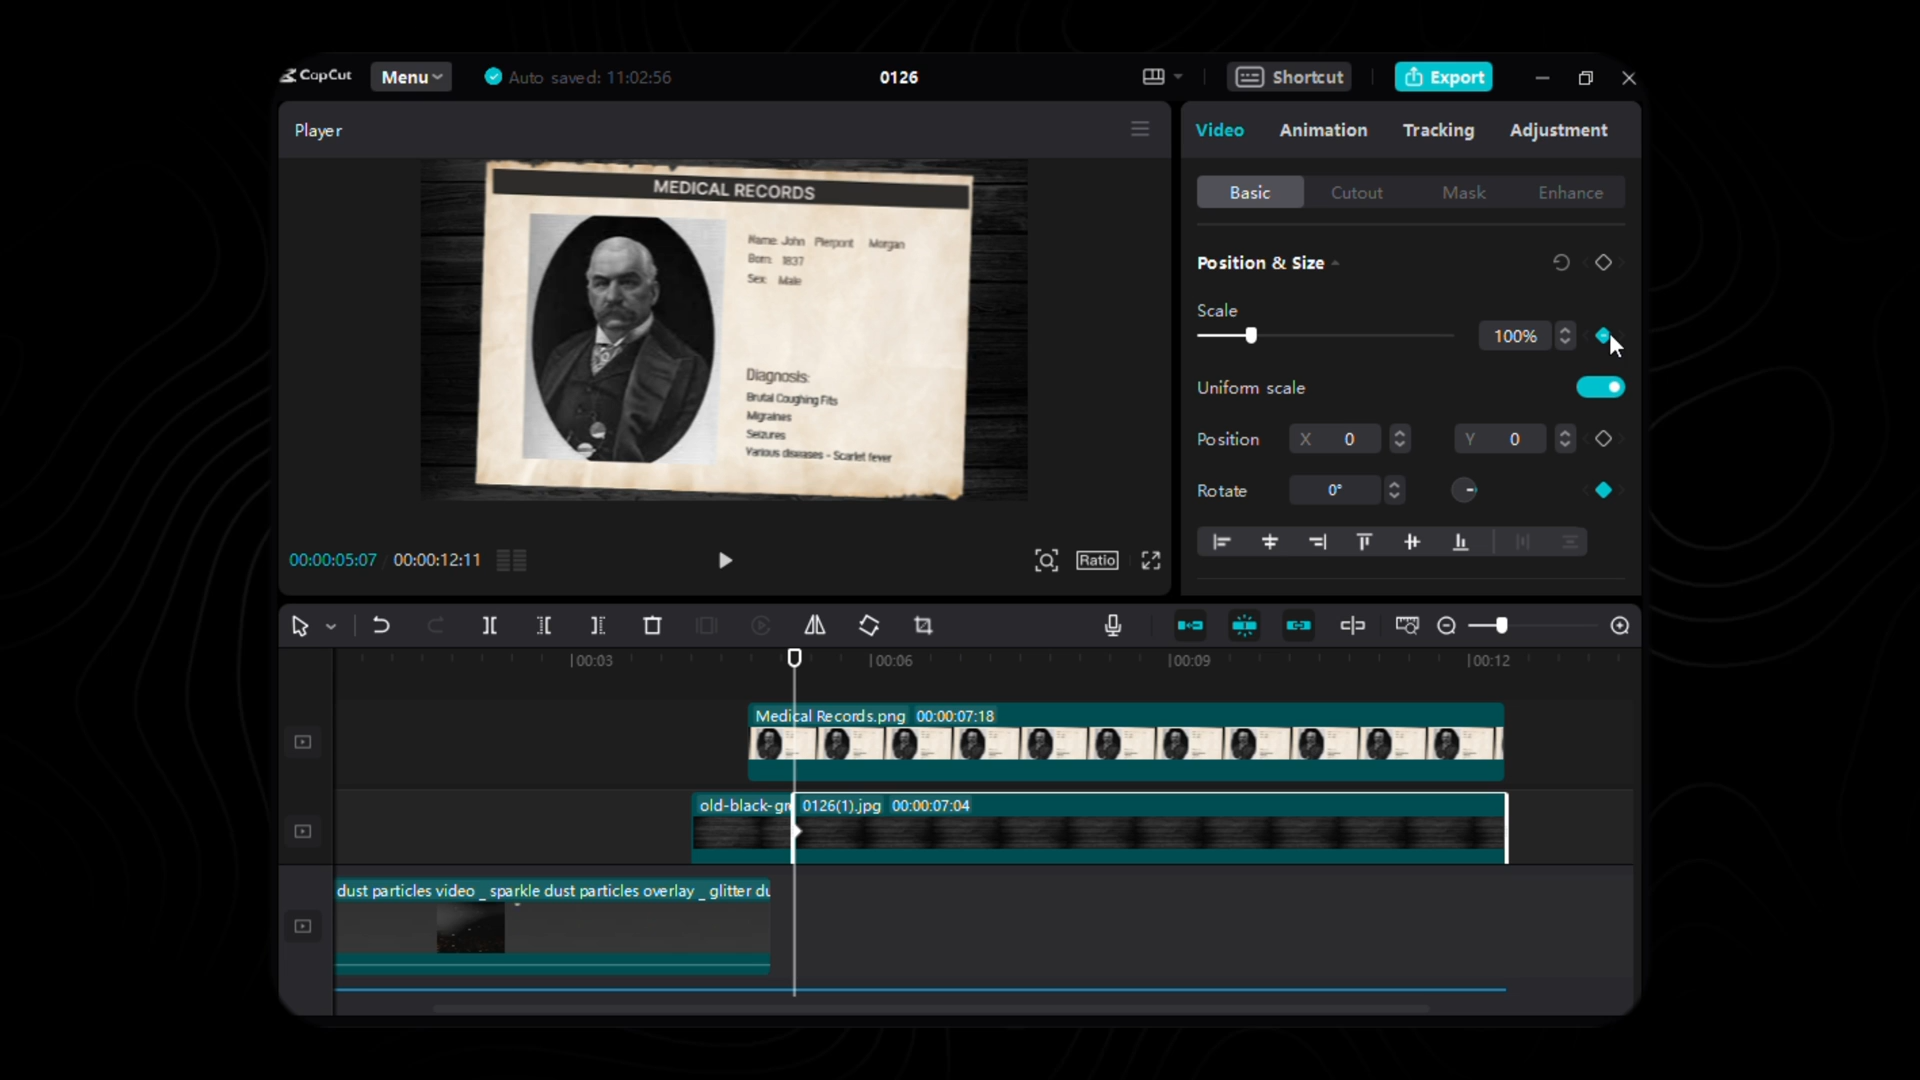 CapCut
Menu
Auto saved: 11:02:56
0126
Shortcut
Export
Player
Video
Animation
Tracking
Adjustment
MEDICAL RECORDS
Name: John Pierpont Morgan
Born: 1837
Sex: Male
Diagnosis:
Brutal Coughing Fits
Migraines
Seizures
Various diseases - Scarlet fever
Basic
Cutout
Mask
Enhance
Position & Size
Scale
100%
Uniform scale
Position
X 0
Y 0
Rotate
0°
00:00:05:07 / 00:00:12:11
Ratio
00:03
00:06
00:09
00:12
Medical Records.png 00:00:07:18
old-black-gr
0126(1).jpg 00:00:07:04
dust particles video _ sparkle dust particles overlay _ glitter du